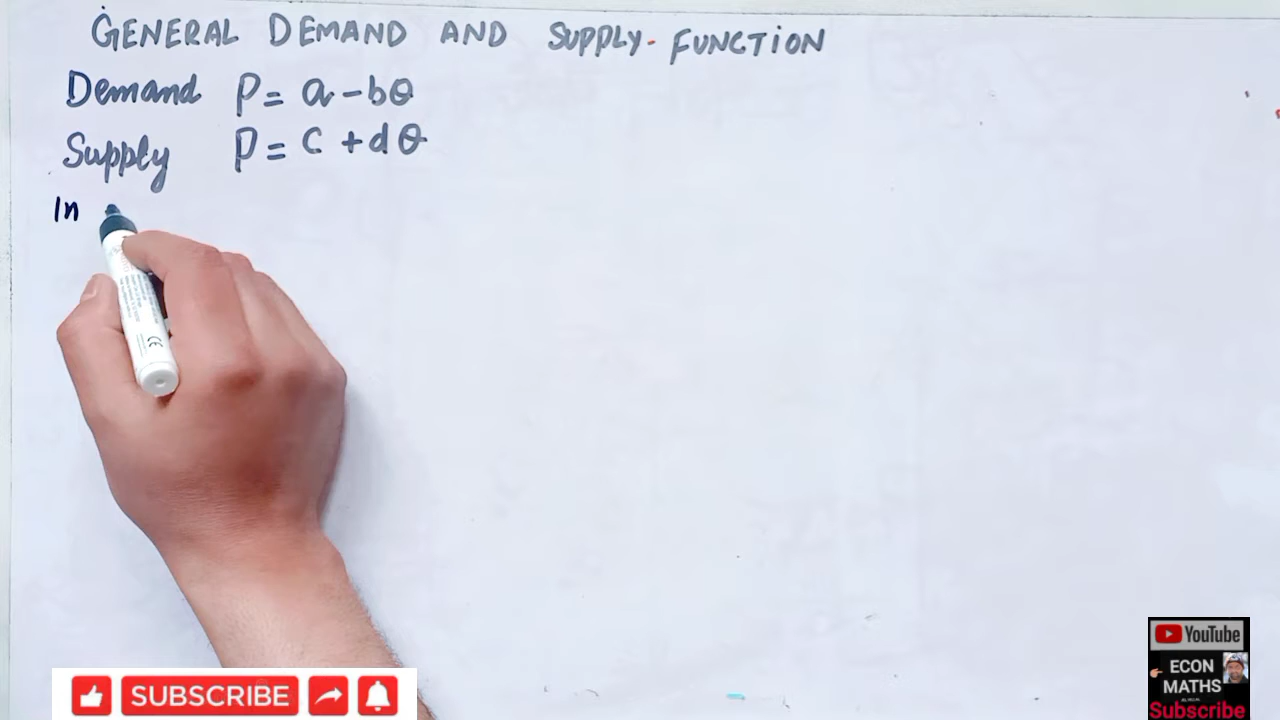 GENERAL DEMAND AND SUPPLY FUNCTION
Demand P = a - bQ
Supply P = c + dQ
In
SUBSCRIBE
YouTube
ECON
MATHS
Subscribe